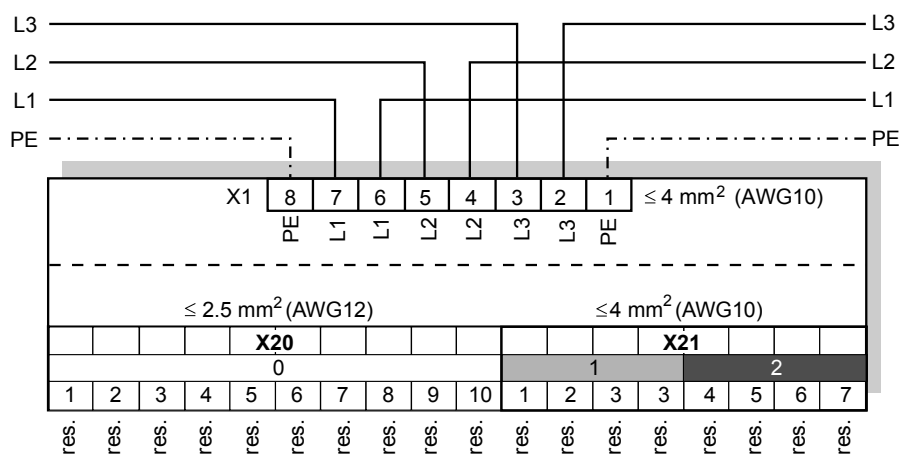 L3 L3
L2 L2
L1 L1
PE PE
X1 8 7 6 5 4 3 2 1 ≤ 4 mm² (AWG10)
PE L1 L1 L2 L2 L3 L3 PE
≤ 2.5 mm² (AWG12) ≤4 mm² (AWG10)
X20 X21
0 1 2
1 2 3 4 5 6 7 8 9 10 1 2 3 3 4 5 6 7
res. res. res. res. res. res. res. res. res. res. res. res. res. res. res. res. res. res.